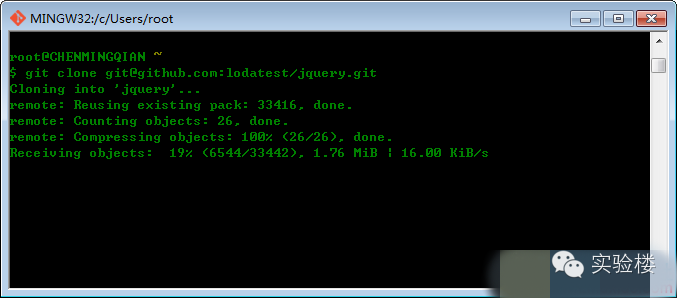 MINGW32:/c/Users/root
root@CHENMINGQIAN ~
$ git clone git@github.com:lodatest/jquery.git
Cloning into 'jquery'...
remote: Reusing existing pack: 33416, done.
remote: Counting objects: 26, done.
remote: Compressing objects: 100% (26/26), done.
Receiving objects:  19% (6544/33442), 1.76 MiB | 16.00 KiB/s
实验楼